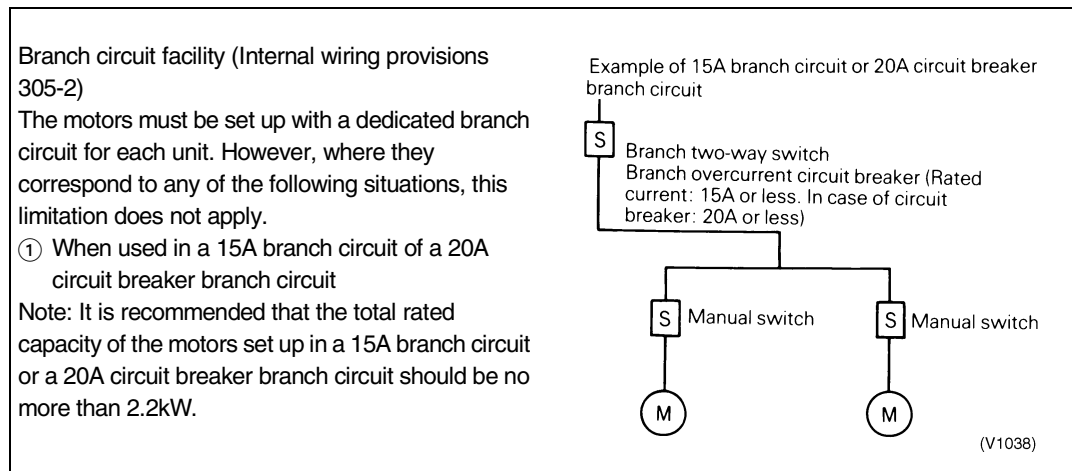 Branch circuit facility (Internal wiring provisions
305-2)
The motors must be set up with a dedicated branch
circuit for each unit. However, where they
correspond to any of the following situations, this
limitation does not apply.
① When used in a 15A branch circuit of a 20A
circuit breaker branch circuit
Note: It is recommended that the total rated
capacity of the motors set up in a 15A branch circuit
or a 20A circuit breaker branch circuit should be no
more than 2.2kW.
Example of 15A branch circuit or 20A circuit breaker
branch circuit
S
Branch two-way switch
Branch overcurrent circuit breaker (Rated
current: 15A or less. In case of circuit
breaker: 20A or less)
S Manual switch
S Manual switch
M
M
(V1038)